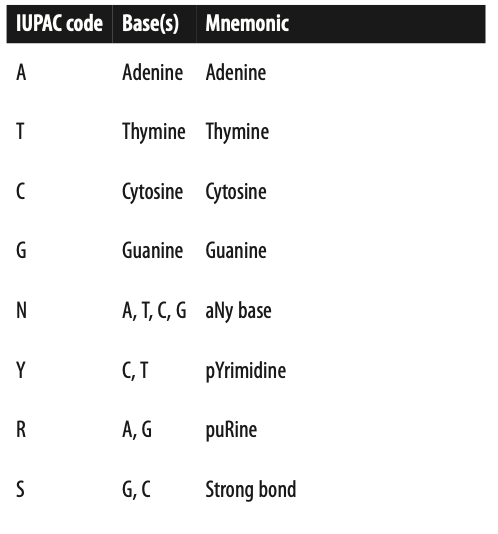 IUPAC code Base(s) Mnemonic
A Adenine Adenine
T Thymine Thymine
C Cytosine Cytosine
G Guanine Guanine
N A, T, C, G aNy base
Y C, T pYrimidine
R A, G puRine
S G, C Strong bond